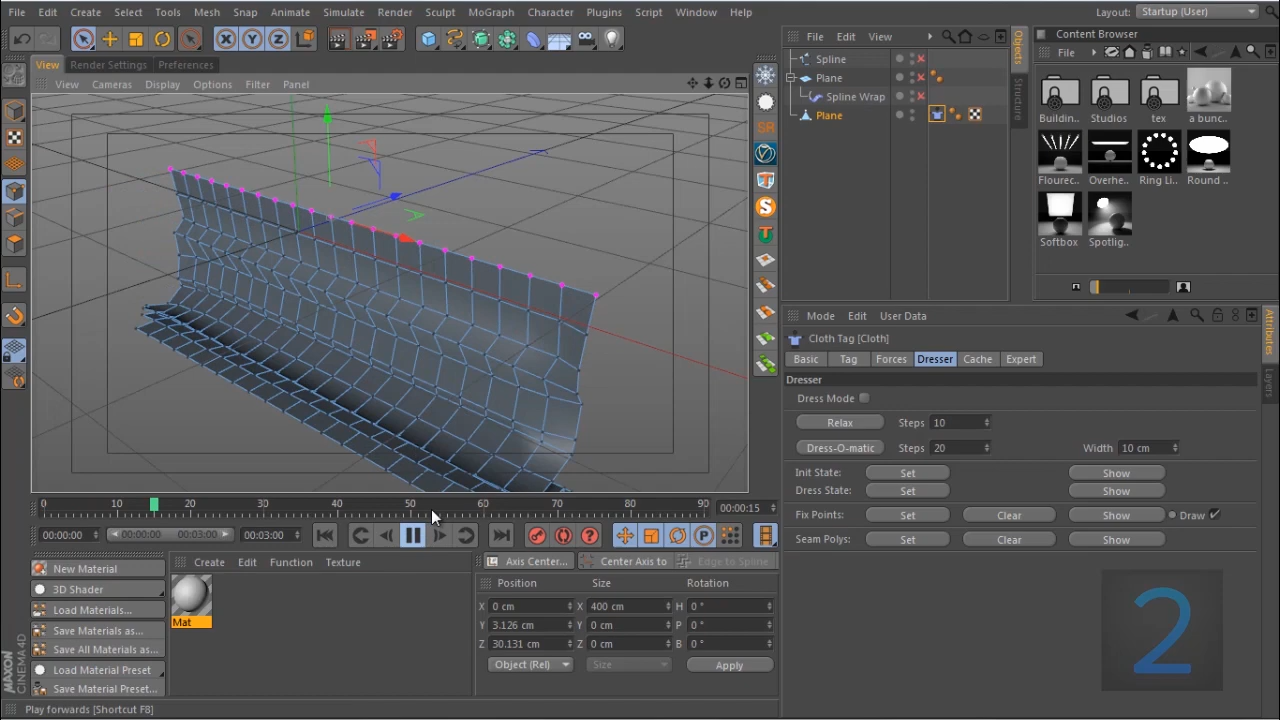 File Edit Create Select Tools Mesh Snap Animate Simulate Render Sculpt MoGraph Character Plugins Script Window Help
Layout: Startup (User)
File Edit View
Content Browser
File
View Render Settings Preferences
View Cameras Display Options Filter Panel
Spline
Plane
Spline Wrap
Plane
Objects
Structure
Buildin.. Studios tex a bunc..
Flourec.. Overhe.. Ring Li.. Round ..
Softbox Spotlig..
SR
Mode Edit User Data
Cloth Tag [Cloth]
Basic Tag Forces Dresser Cache Expert
Dresser
Dress Mode
Relax Steps 10
Dress-O-matic Steps 20 Width 10 cm
Init State: Set Show
Dress State: Set Show
Fix Points: Set Clear Show Draw
Seam Polys: Set Clear Show
Attributes
Layers
0 10 20 30 40 50 60 70 80 90 00:00:15
00:00:00 00:00:00 00:03:00 00:03:00
New Material
3D Shader
Load Materials...
Save Materials as...
Save All Materials as...
Load Material Preset
Save Material Preset...
Create Edit Function Texture
Mat
Axis Center... Center Axis to Edge to Spline
Position Size Rotation
X 0 cm X 400 cm H 0 °
Y 3.126 cm Y 0 cm P 0 °
Z 30.131 cm Z 0 cm B 0 °
Object (Rel) Size Apply
2
MAXON
CINEMA 4D
Play forwards [Shortcut F8]